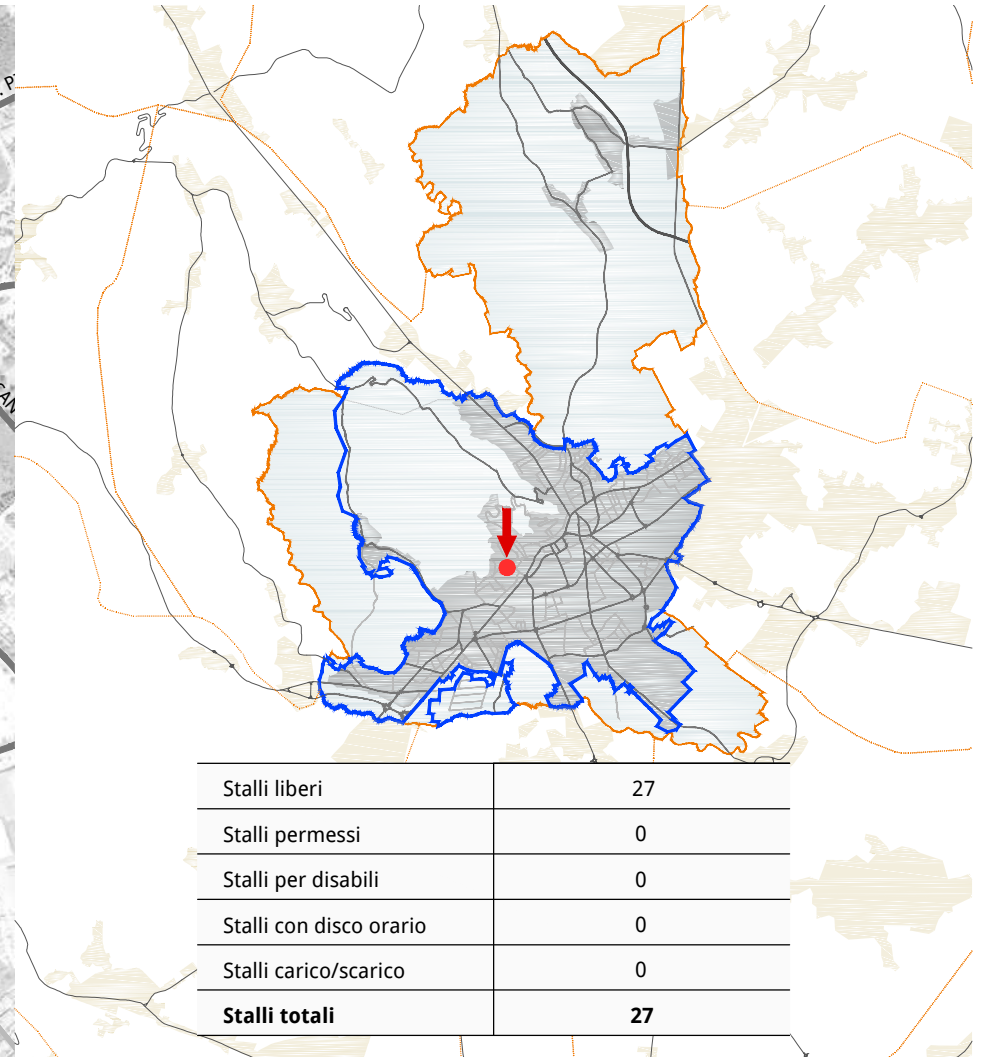 Stalli liberi 27
Stalli permessi 0
Stalli per disabili 0
Stalli con disco orario 0
Stalli carico/scarico 0
Stalli totali 27